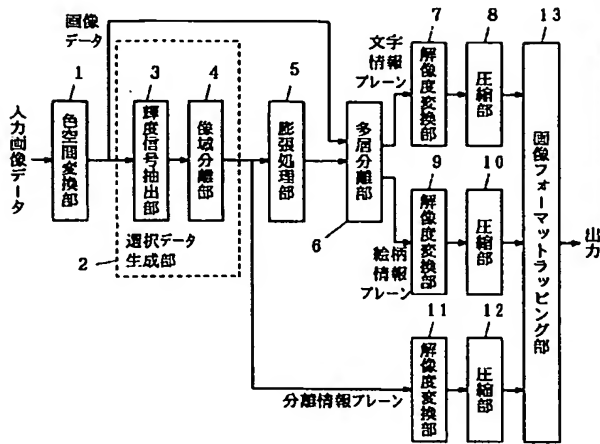 画像
データ
入力画像データ
1
色空間変換部
2
選択データ
生成部
3
輝度信号抽出部
4
像域分離部
5
膨張処理部
6
多層分離部
文字
情報
プレーン
7
解像度変換部
8
圧縮部
絵柄
情報
プレーン
9
解像度変換部
10
圧縮部
分離情報プレーン
11
解像度変換部
12
圧縮部
13
画像フォーマットラッピング部
出力